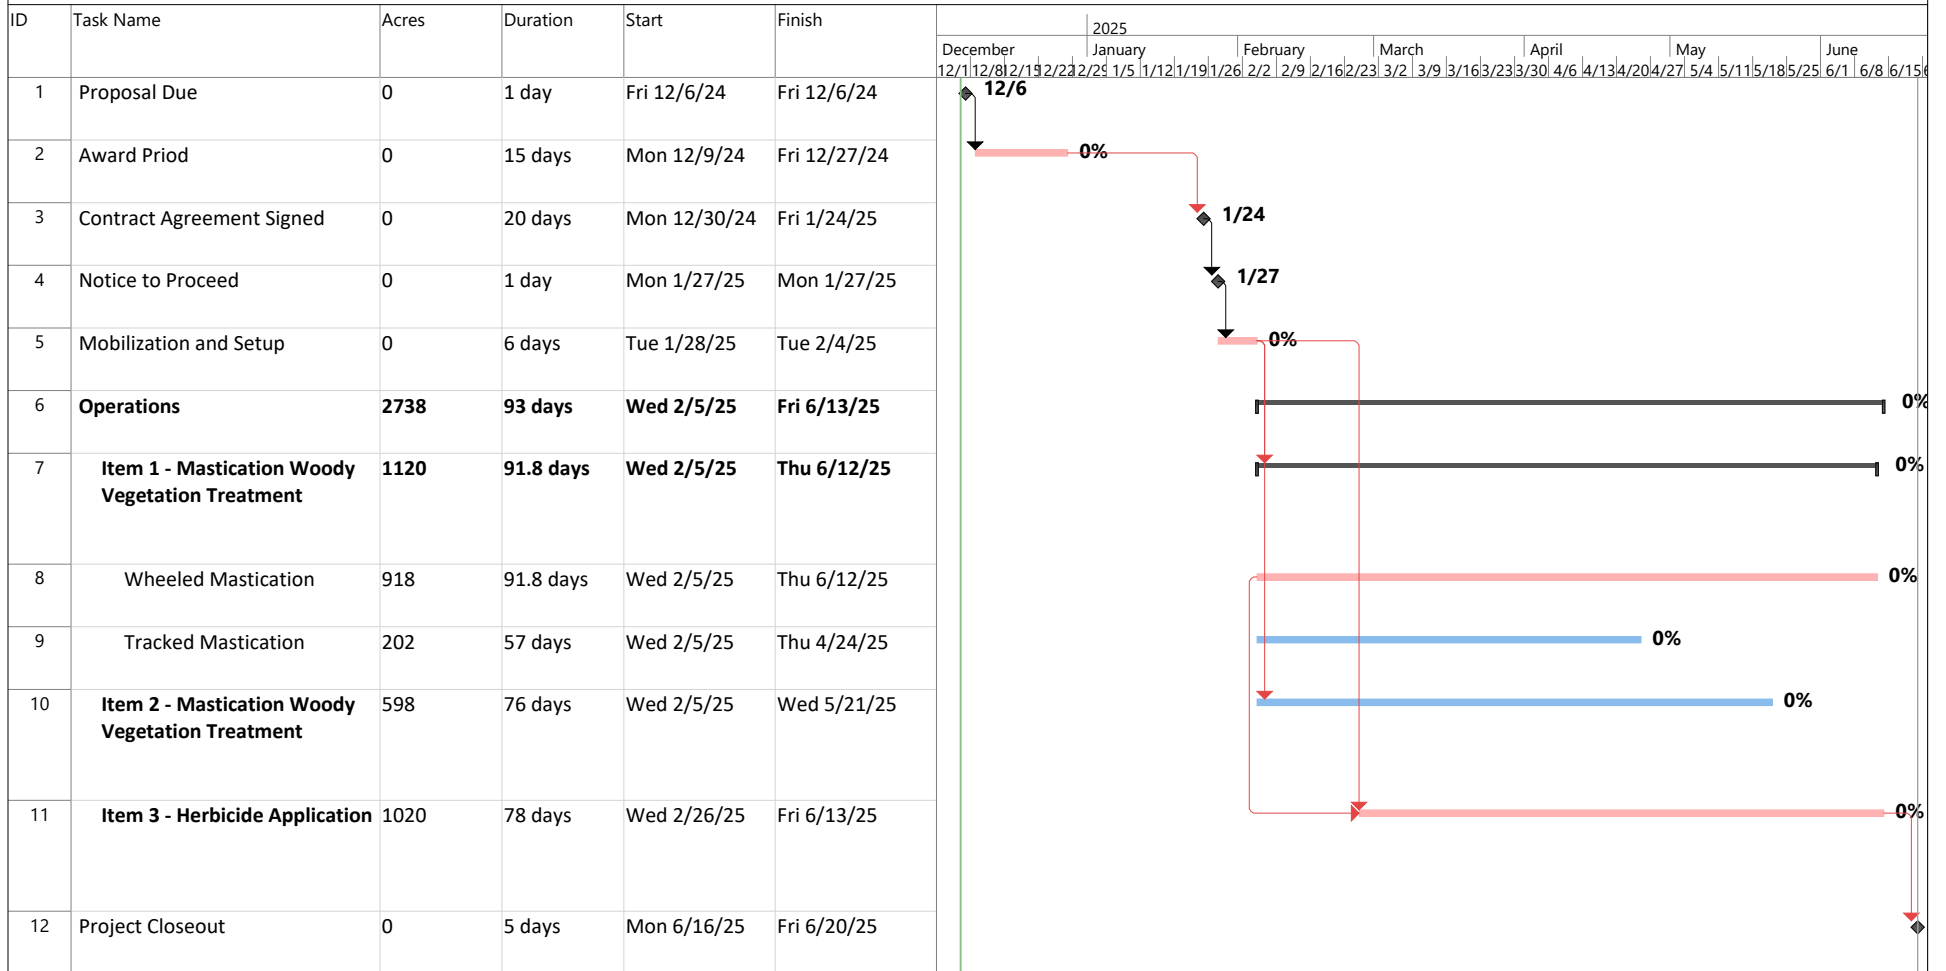 ID Task Name Acres Duration Start Finish
2025
December January February March April May June
12/1 12/8 12/15 12/22 12/29 1/5 1/12 1/19 1/26 2/2 2/9 2/16 2/23 3/2 3/9 3/16 3/23 3/30 4/6 4/13 4/20 4/27 5/4 5/11 5/18 5/25 6/1 6/8 6/15
1 Proposal Due 0 1 day Fri 12/6/24 Fri 12/6/24 12/6
2 Award Priod 0 15 days Mon 12/9/24 Fri 12/27/24 0%
3 Contract Agreement Signed 0 20 days Mon 12/30/24 Fri 1/24/25 1/24
4 Notice to Proceed 0 1 day Mon 1/27/25 Mon 1/27/25 1/27
5 Mobilization and Setup 0 6 days Tue 1/28/25 Tue 2/4/25 0%
6 Operations 2738 93 days Wed 2/5/25 Fri 6/13/25 0%
7 Item 1 - Mastication Woody 1120 91.8 days Wed 2/5/25 Thu 6/12/25 0%
Vegetation Treatment
8 Wheeled Mastication 918 91.8 days Wed 2/5/25 Thu 6/12/25 0%
9 Tracked Mastication 202 57 days Wed 2/5/25 Thu 4/24/25 0%
10 Item 2 - Mastication Woody 598 76 days Wed 2/5/25 Wed 5/21/25 0%
Vegetation Treatment
11 Item 3 - Herbicide Application 1020 78 days Wed 2/26/25 Fri 6/13/25 0%
12 Project Closeout 0 5 days Mon 6/16/25 Fri 6/20/25